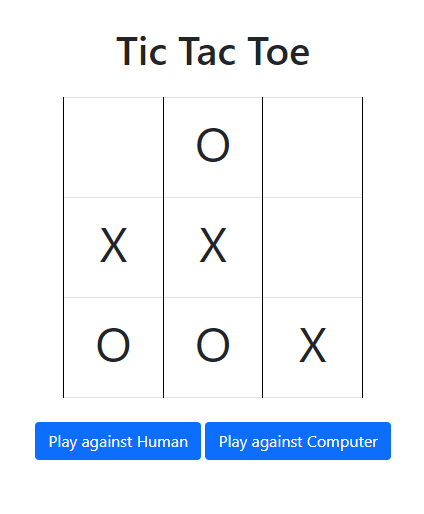 Tic Tac Toe
O
X X
O O X
Play against Human Play against Computer